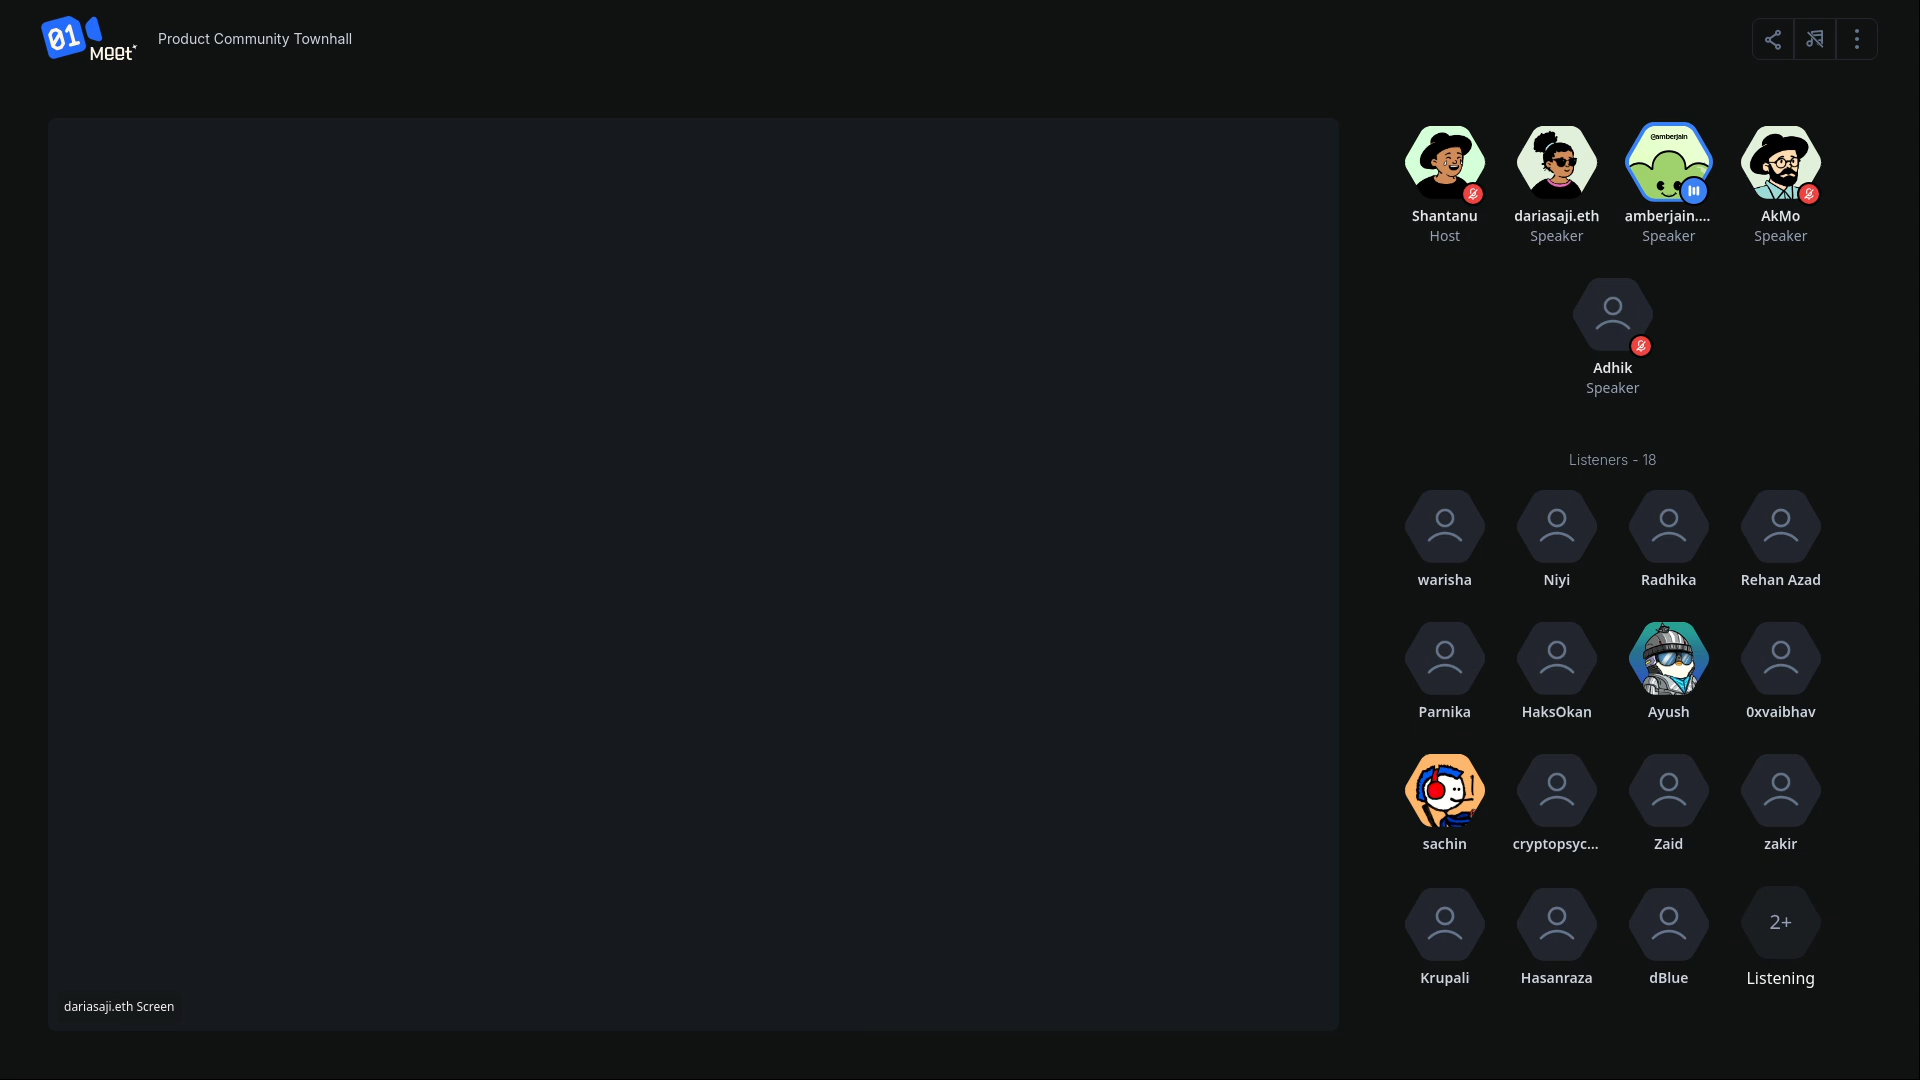 01
Meet
Product Community Townhall
@amberjain
Shantanu
Host
dariasaji.eth
Speaker
amberjain....
Speaker
AkMo
Speaker
Adhik
Speaker
Listeners - 18
warisha
Niyi
Radhika
Rehan Azad
Parnika
HaksOkan
Ayush
0xvaibhav
sachin
cryptopsyc...
Zaid
zakir
Krupali
Hasanraza
dBlue
2+
Listening
dariasaji.eth Screen